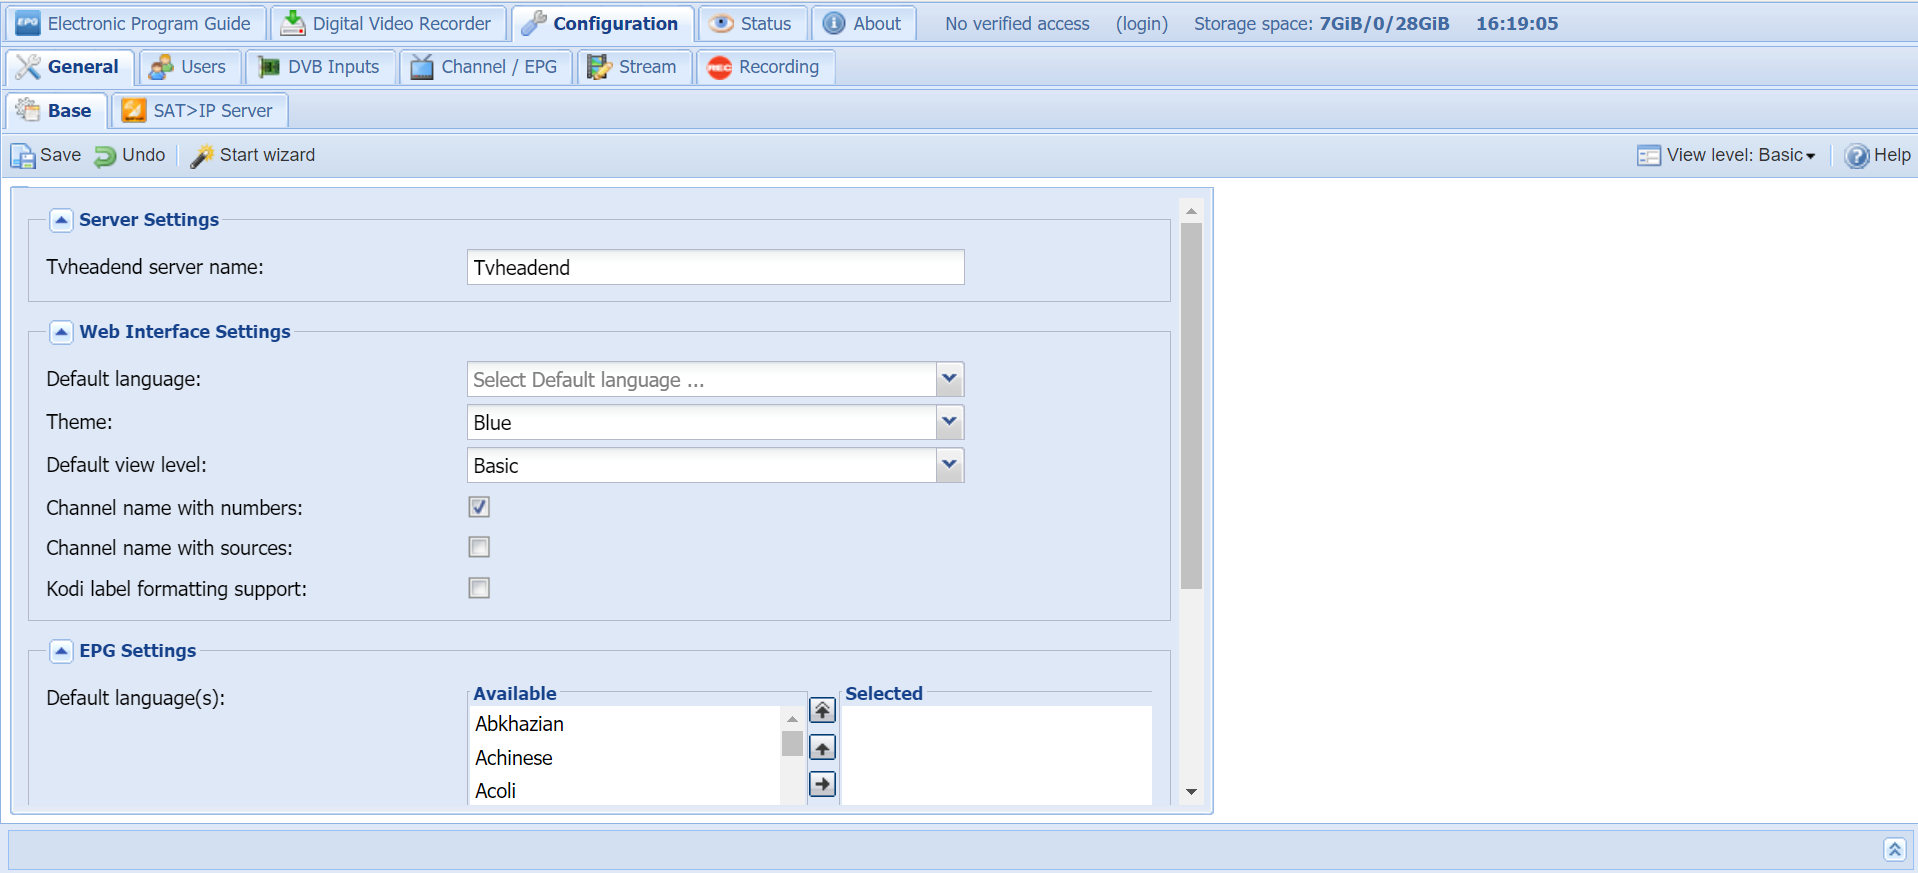 EPG Electronic Program Guide Digital Video Recorder Configuration Status About No verified access (login) Storage space: 7GiB/0/28GiB 16:19:05
General Users DVB Inputs Channel / EPG Stream REC Recording
Base SAT>IP Server
Save Undo Start wizard View level: Basic Help
Server Settings
Tvheadend server name: Tvheadend
Web Interface Settings
Default language: Select Default language ...
Theme: Blue
Default view level: Basic
Channel name with numbers:
Channel name with sources:
Kodi label formatting support:
EPG Settings
Default language(s): Available Selected
Abkhazian
Achinese
Acoli